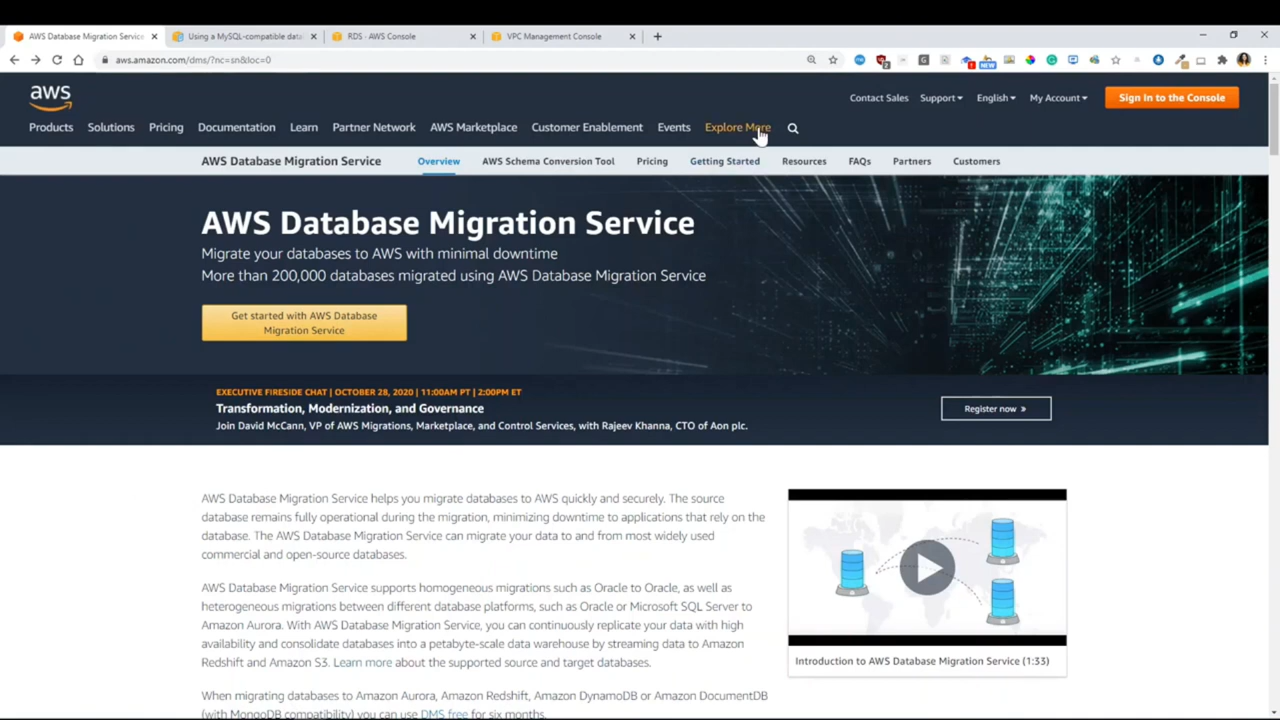 AWS Database Migration Service
Using a MySQL-compatible data
RDS · AWS Console
VPC Management Console
aws.amazon.com/dms/?nc=sn&loc=0
aws
Contact Sales
Support
English
My Account
Sign In to the Console
Products
Solutions
Pricing
Documentation
Learn
Partner Network
AWS Marketplace
Customer Enablement
Events
Explore More
AWS Database Migration Service
Overview
AWS Schema Conversion Tool
Pricing
Getting Started
Resources
FAQs
Partners
Customers
AWS Database Migration Service
Migrate your databases to AWS with minimal downtime
More than 200,000 databases migrated using AWS Database Migration Service
Get started with AWS Database
Migration Service
EXECUTIVE FIRESIDE CHAT | OCTOBER 28, 2020 | 11:00AM PT | 2:00PM ET
Transformation, Modernization, and Governance
Join David McCann, VP of AWS Migrations, Marketplace, and Control Services, with Rajeev Khanna, CTO of Aon plc.
Register now »
AWS Database Migration Service helps you migrate databases to AWS quickly and securely. The source
database remains fully operational during the migration, minimizing downtime to applications that rely on the
database. The AWS Database Migration Service can migrate your data to and from most widely used
commercial and open-source databases.
AWS Database Migration Service supports homogeneous migrations such as Oracle to Oracle, as well as
heterogeneous migrations between different database platforms, such as Oracle or Microsoft SQL Server to
Amazon Aurora. With AWS Database Migration Service, you can continuously replicate your data with high
availability and consolidate databases into a petabyte-scale data warehouse by streaming data to Amazon
Redshift and Amazon S3. Learn more about the supported source and target databases.
When migrating databases to Amazon Aurora, Amazon Redshift, Amazon DynamoDB or Amazon DocumentDB
(with MongoDB compatibility) you can use DMS free for six months.
Introduction to AWS Database Migration Service (1:33)